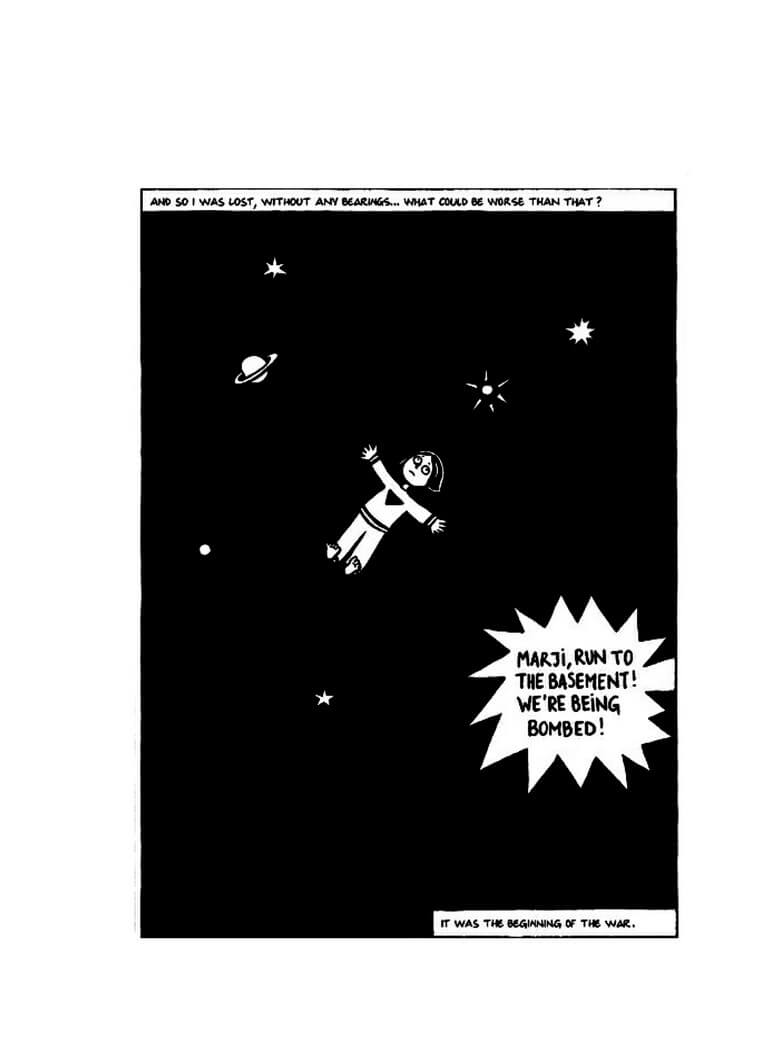 AND SO I WAS LOST, WITHOUT ANY BEARINGS... WHAT COULD BE WORSE THAN THAT?
MARJi, RUN TO
THE BASEMENT!
WE'RE BEiNG
BOMBED!
IT WAS THE BEGINNING OF THE WAR.